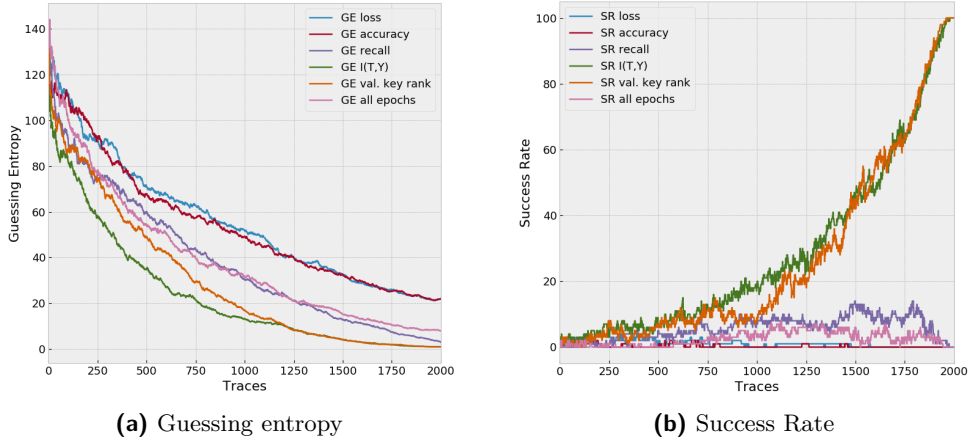 140
120
100
80
60
40
20
0
Guessing Entropy
GE loss
GE accuracy
GE recall
GE I(T,Y)
GE val. key rank
GE all epochs
0 250 500 750 1000 1250 1500 1750 2000
Traces
(a) Guessing entropy
100
80
60
40
20
0
Success Rate
SR loss
SR accuracy
SR recall
SR I(T,Y)
SR val. key rank
SR all epochs
0 250 500 750 1000 1250 1500 1750 2000
Traces
(b) Success Rate